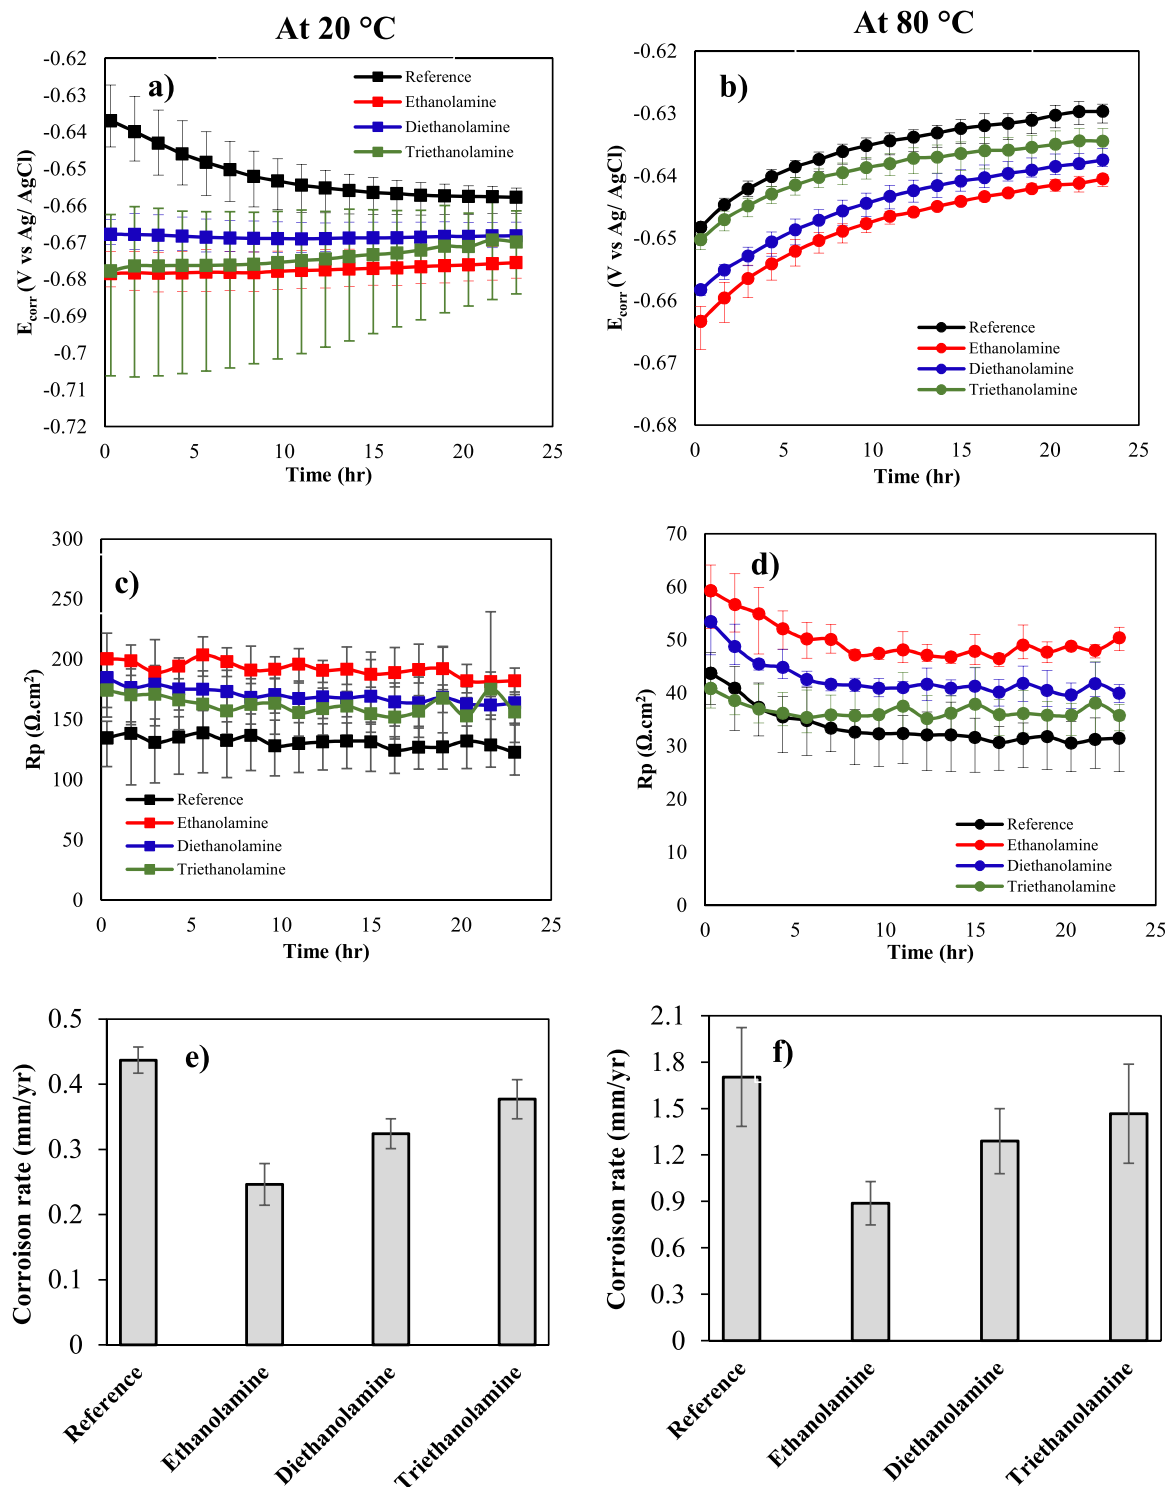 At 20 °C
At 80 °C
a)
-0.62
-0.63
-0.64
-0.65
-0.66
-0.67
-0.68
-0.69
-0.7
-0.71
-0.72
E_corr (V vs Ag/ AgCl)
Reference
Ethanolamine
Diethanolamine
Triethanolamine
0 5 10 15 20 25
Time (hr)
b)
-0.62
-0.63
-0.64
-0.65
-0.66
-0.67
-0.68
E_corr (V vs Ag/ AgCl)
Reference
Ethanolamine
Diethanolamine
Triethanolamine
0 5 10 15 20 25
Time (hr)
c)
300
250
200
150
100
50
0
Rp (Ω.cm²)
Reference
Ethanolamine
Diethanolamine
Triethanolamine
0 5 10 15 20 25
Time (hr)
d)
70
60
50
40
30
20
10
0
Rp (Ω.cm²)
Reference
Ethanolamine
Diethanolamine
Triethanolamine
0 5 10 15 20 25
Time (hr)
e)
0.5
0.4
0.3
0.2
0.1
0
Corroison rate (mm/yr)
Reference
Ethanolamine
Diethanolamine
Triethanolamine
f)
2.1
1.8
1.5
1.2
0.9
0.6
0.3
0
Corroison rate (mm/yr)
Reference
Ethanolamine
Diethanolamine
Triethanolamine